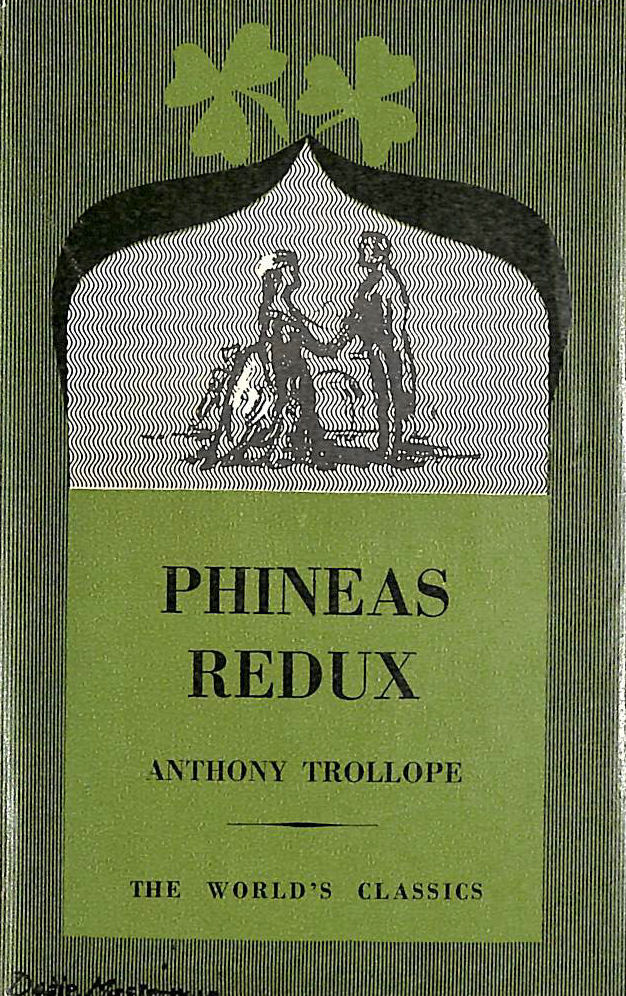 PHINEAS
REDUX
ANTHONY TROLLOPE
THE WORLD'S CLASSICS